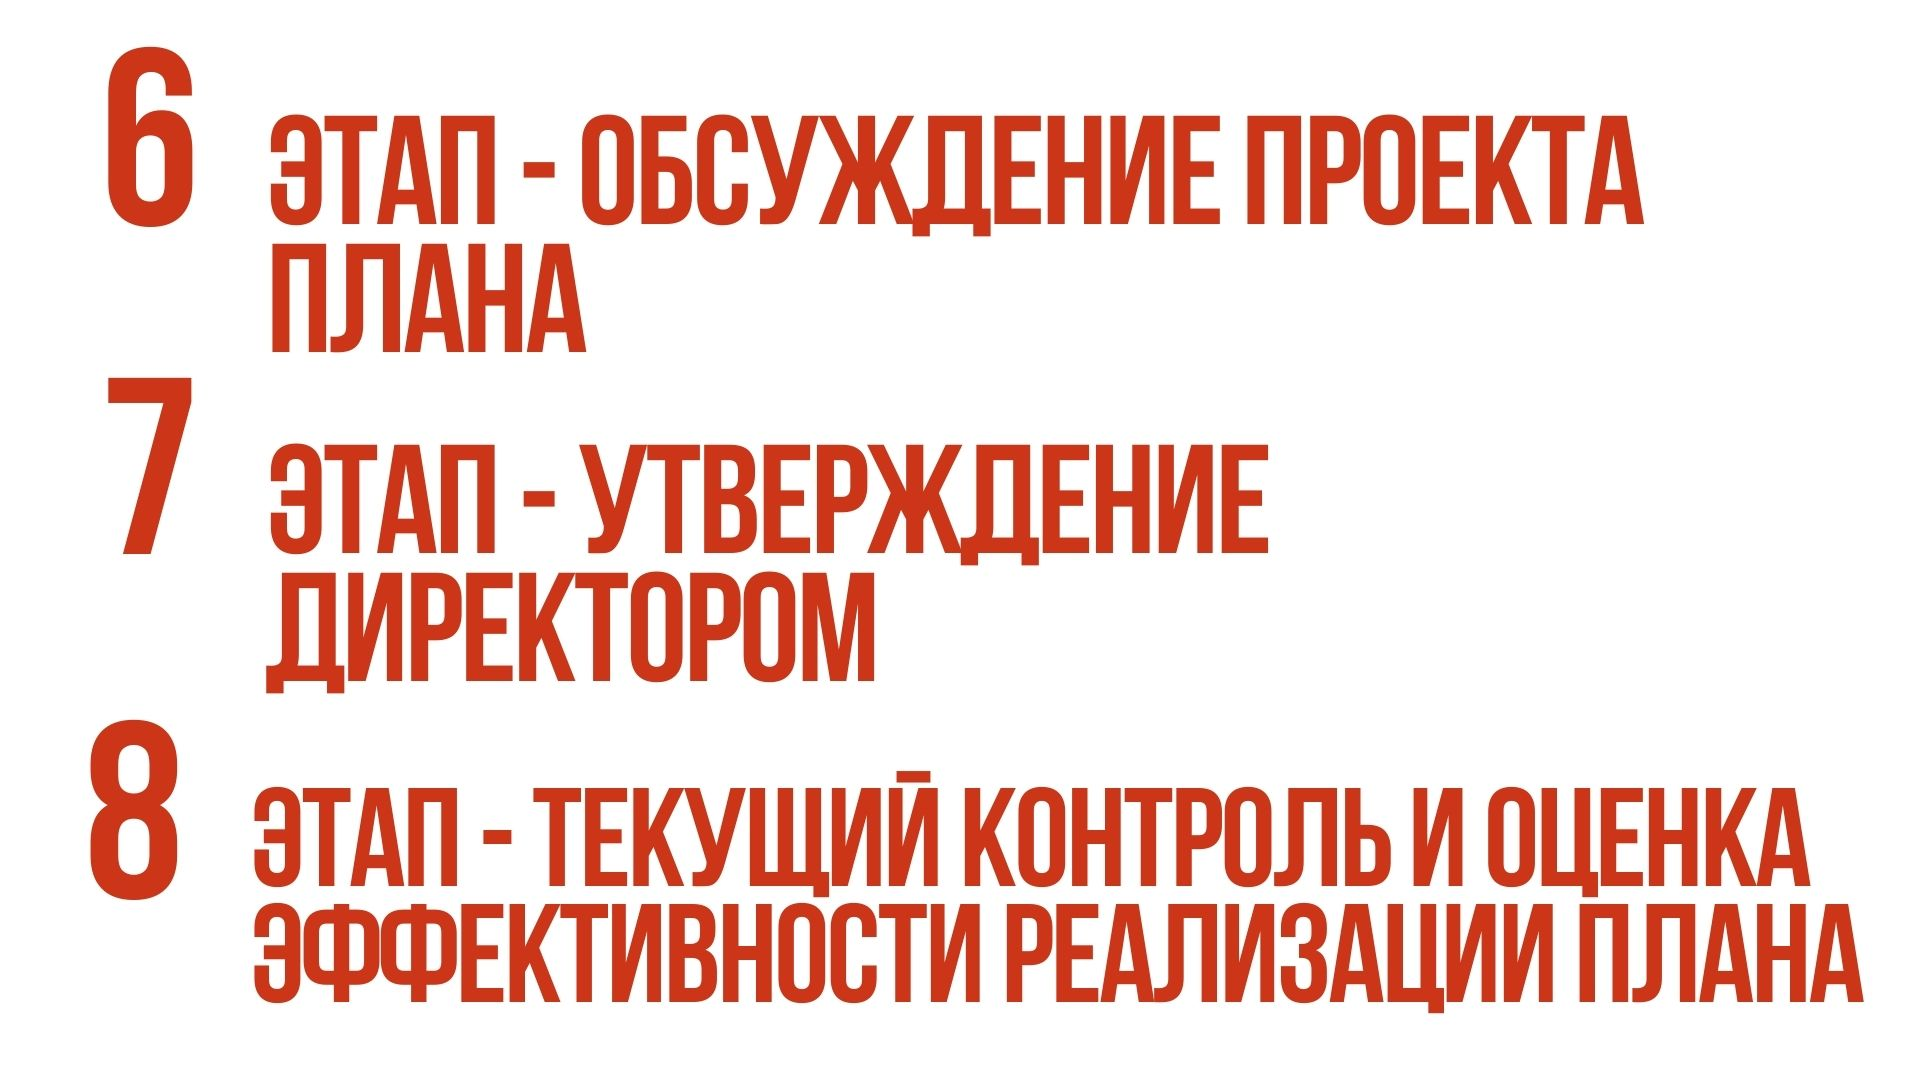 6 ЭТАП - ОБСУЖДЕНИЕ ПРОЕКТА
ПЛАНА
7 ЭТАП - УТВЕРЖДЕНИЕ
ДИРЕКТОРОМ
8 ЭТАП - ТЕКУЩИЙ КОНТРОЛЬ И ОЦЕНКА
ЭФФЕКТИВНОСТИ РЕАЛИЗАЦИИ ПЛАНА